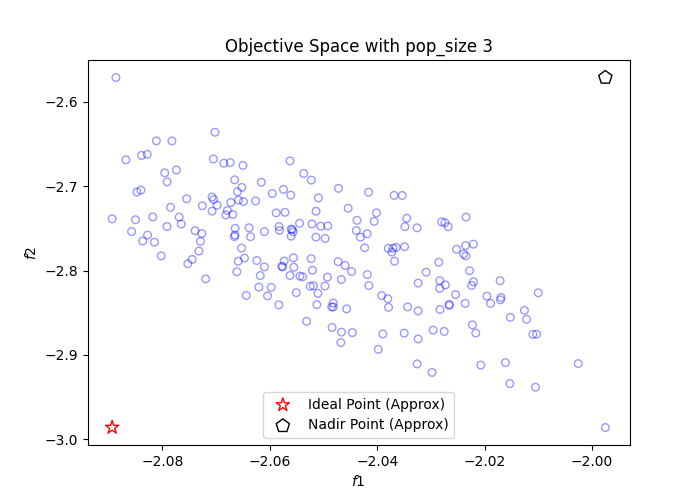 Objective Space with pop_size 3
f2
−2.6
−2.7
−2.8
−2.9
−3.0
Ideal Point (Approx)
Nadir Point (Approx)
−2.08
−2.06
−2.04
−2.02
−2.00
f1